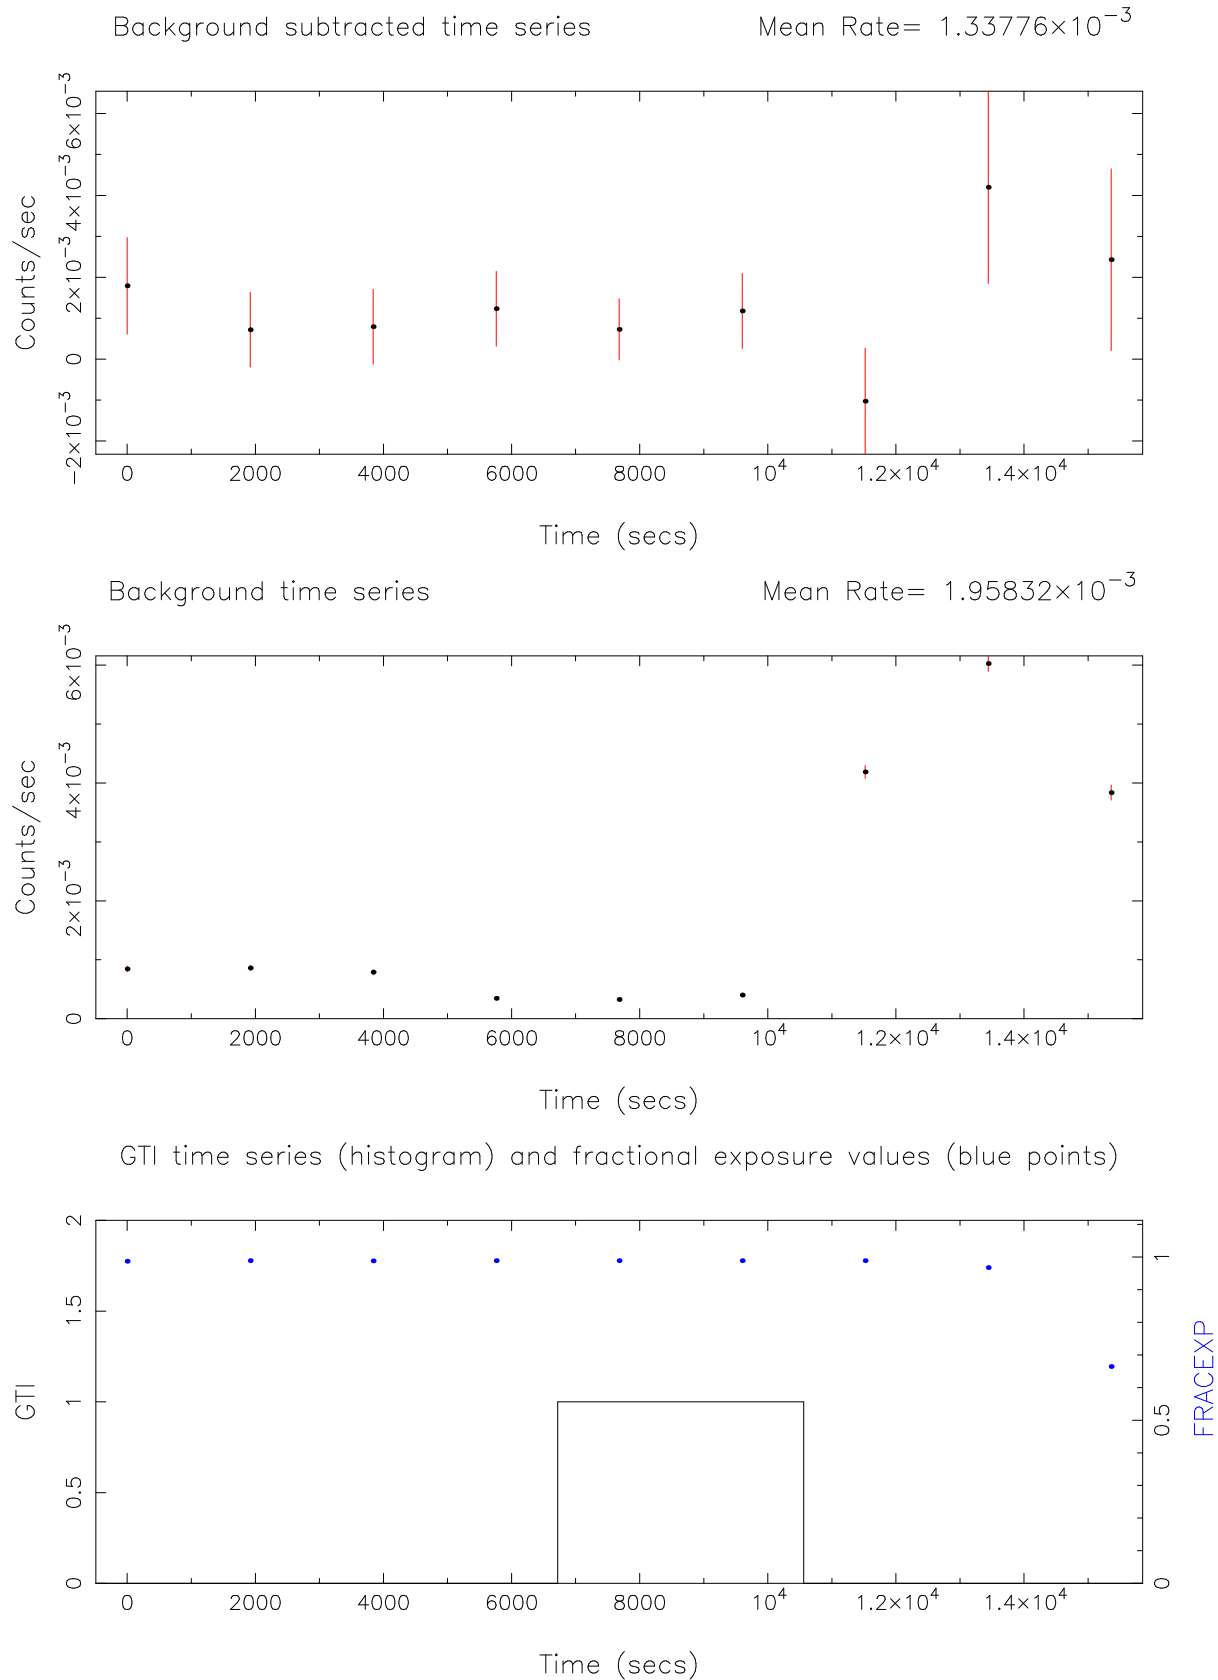 Background subtracted time series Mean Rate= 1.33776×10⁻³
Counts/sec
6×10⁻³
4×10⁻³
2×10⁻³
0
−2×10⁻³
0 2000 4000 6000 8000 10⁴ 1.2×10⁴ 1.4×10⁴
Time (secs)
Background time series Mean Rate= 1.95832×10⁻³
Counts/sec
6×10⁻³
4×10⁻³
2×10⁻³
0
0 2000 4000 6000 8000 10⁴ 1.2×10⁴ 1.4×10⁴
Time (secs)
GTI time series (histogram) and fractional exposure values (blue points)
GTI
2
1.5
1
0.5
0
1
0.5
0
FRACEXP
0 2000 4000 6000 8000 10⁴ 1.2×10⁴ 1.4×10⁴
Time (secs)